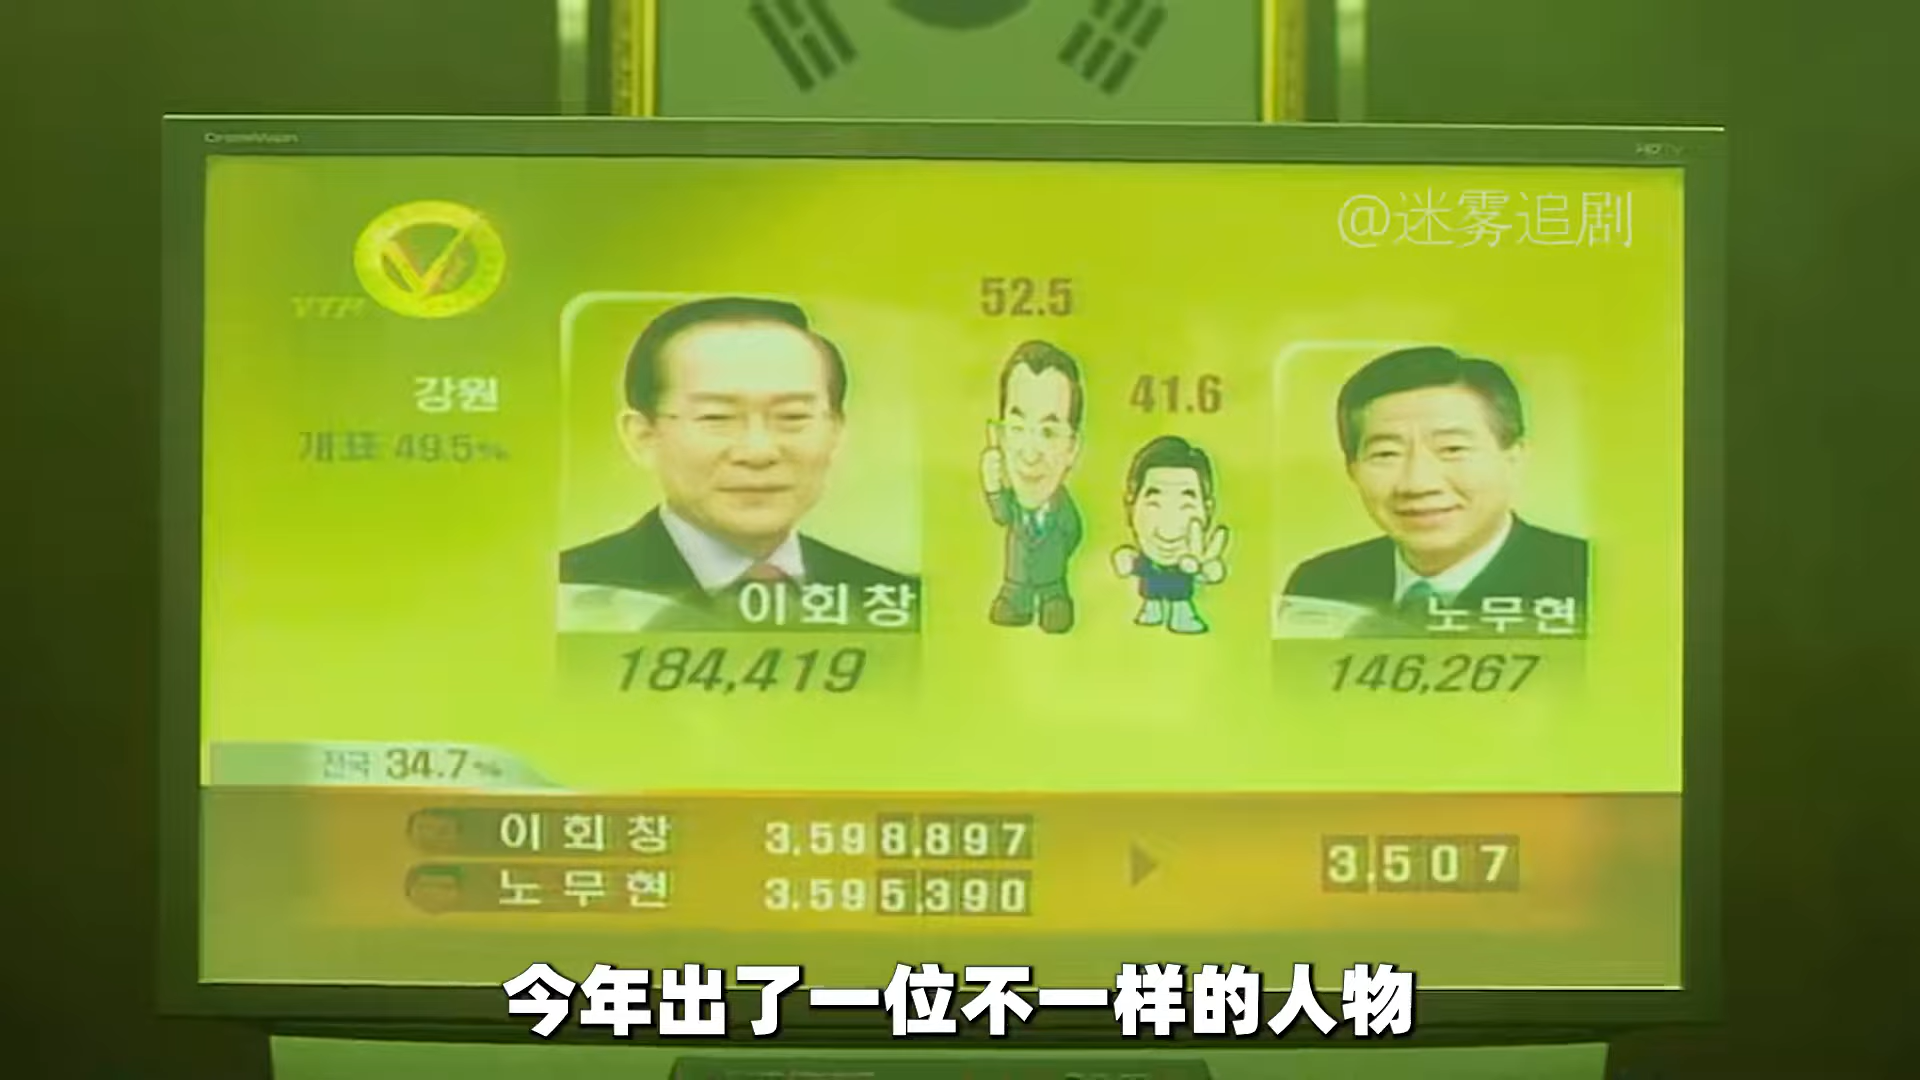 @迷雾追剧
52.5
41.6
강원
개표 49.5%
이회창
노무현
184,419
146,267
전국 34.7%
이회창 3,598,897
3,507
노무현 3,595,390
今年出了一位不一样的人物